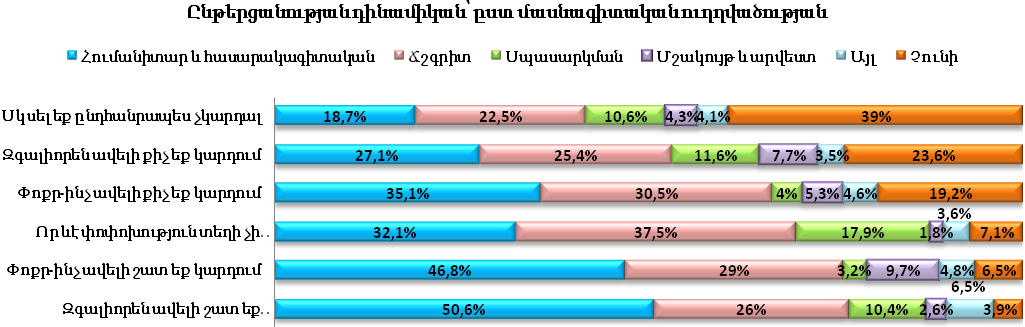 Ընթերցանության դինամիկան՝ ըստ մասնագիտական ուղղվածության
Հումանիտար և հասարակագիտական Ճշգրիտ Սպասարկման Մշակույթ և արվեստ Այլ Չունի
Սկսել եք ընդհանրապես չկարդալ 18,7% 22,5% 10,6% 4,3% 4,1% 39%
Զգալիորեն ավելի քիչ եք կարդում 27,1% 25,4% 11,6% 7,7% 3,5% 23,6%
Փոքր-ինչ ավելի քիչ եք կարդում 35,1% 30,5% 4% 5,3% 4,6% 19,2%
Որևէ փոփոխություն տեղի չի.. 32,1% 37,5% 17,9% 1,8% 3,6% 7,1%
Փոքր-ինչ ավելի շատ եք կարդում 46,8% 29% 3,2% 9,7% 4,8% 6,5%
Զգալիորեն ավելի շատ եք.. 50,6% 26% 10,4% 2,6% 6,5% 3,9%